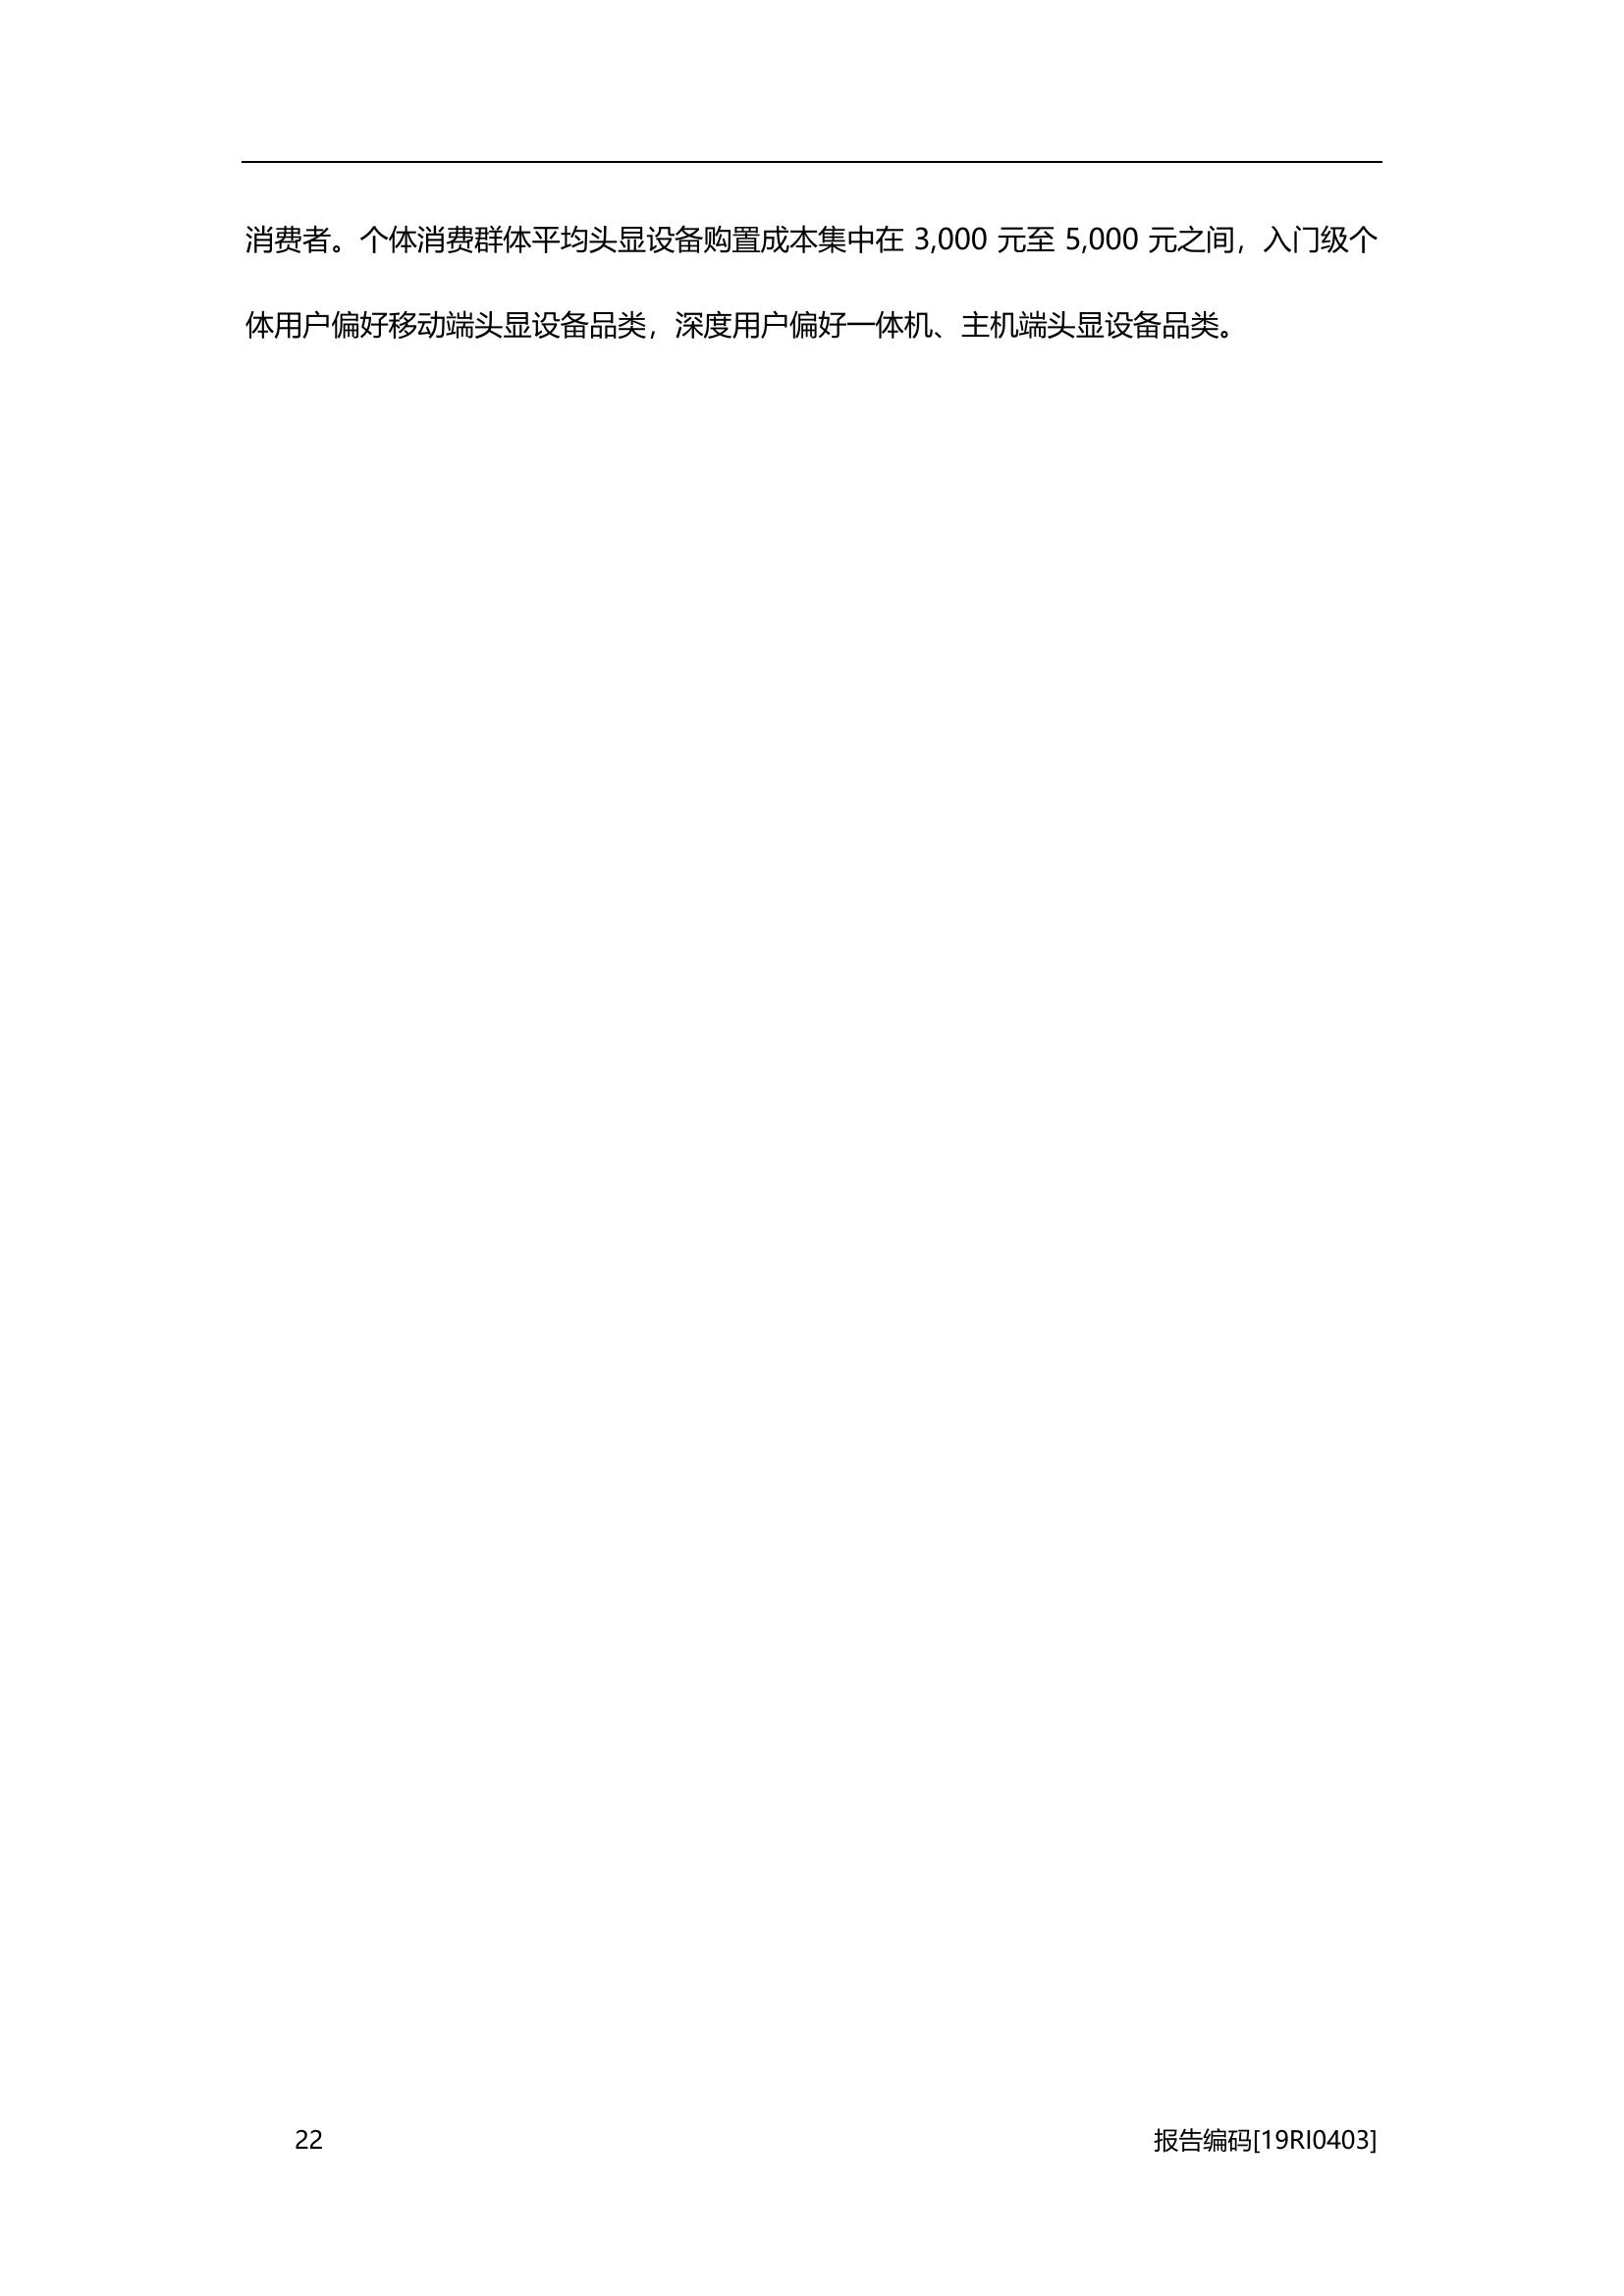 消费者。个体消费群体平均头显设备购置成本集中在 3,000 元至 5,000 元之间，入门级个
体用户偏好移动端头显设备品类，深度用户偏好一体机、主机端头显设备品类。
22
报告编码[19RI0403]